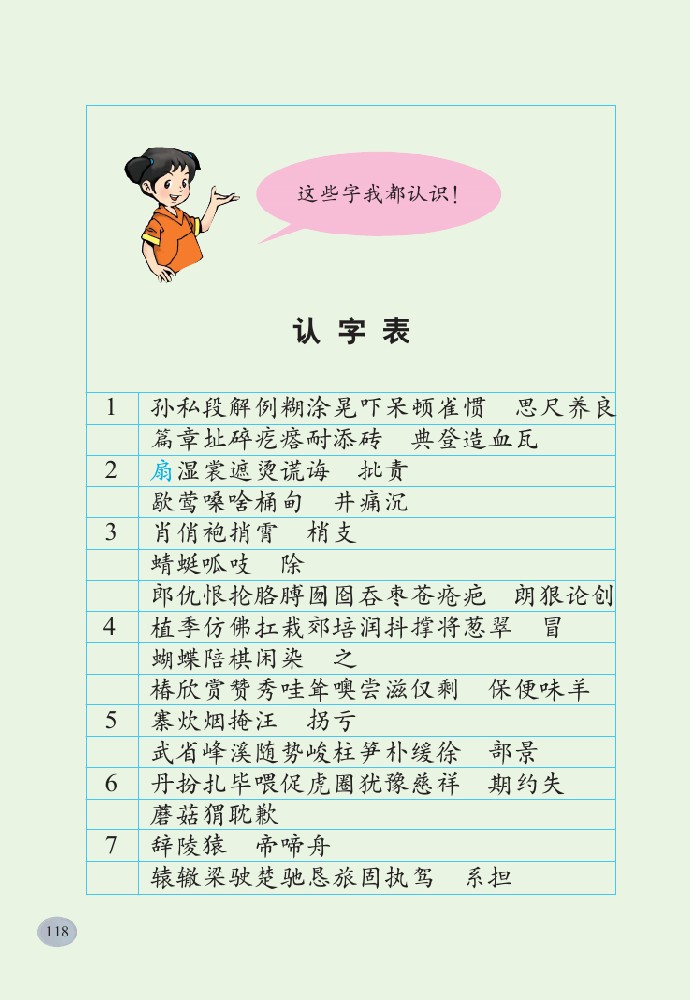 这些字我都认识！
认字表
1 孙私段解例糊涂晃吓呆顿雀惯 思尺养良
篇章址碎疙瘩耐添砖 典登造血瓦
2 扇湿裳遮烫谎诲 批责
歇莺嗓啥桶甸 井痛沉
3 肖俏袍捎霄 梢支
蜻蜓呱吱 除
郎仇恨抡胳膊囫囵吞枣苍疮疤 朗狠论创
4 植李仿佛扛栽郊培润抖撑将葱翠 冒
蝴蝶陪棋闲染 之
椿欣赏赞秀哇耸噢尝滋仅剩 保便味羊
5 寨炊烟掩汪 拐亏
武省峰溪随势峻柱笋朴缓徐 部景
6 丹扮扎毕喂促虎圈犹豫慈祥 期约失
蘑菇猬耽歉
7 辞陵猿 帝啼舟
辕辙梁驶楚驰恳旅固执驾 系担
118